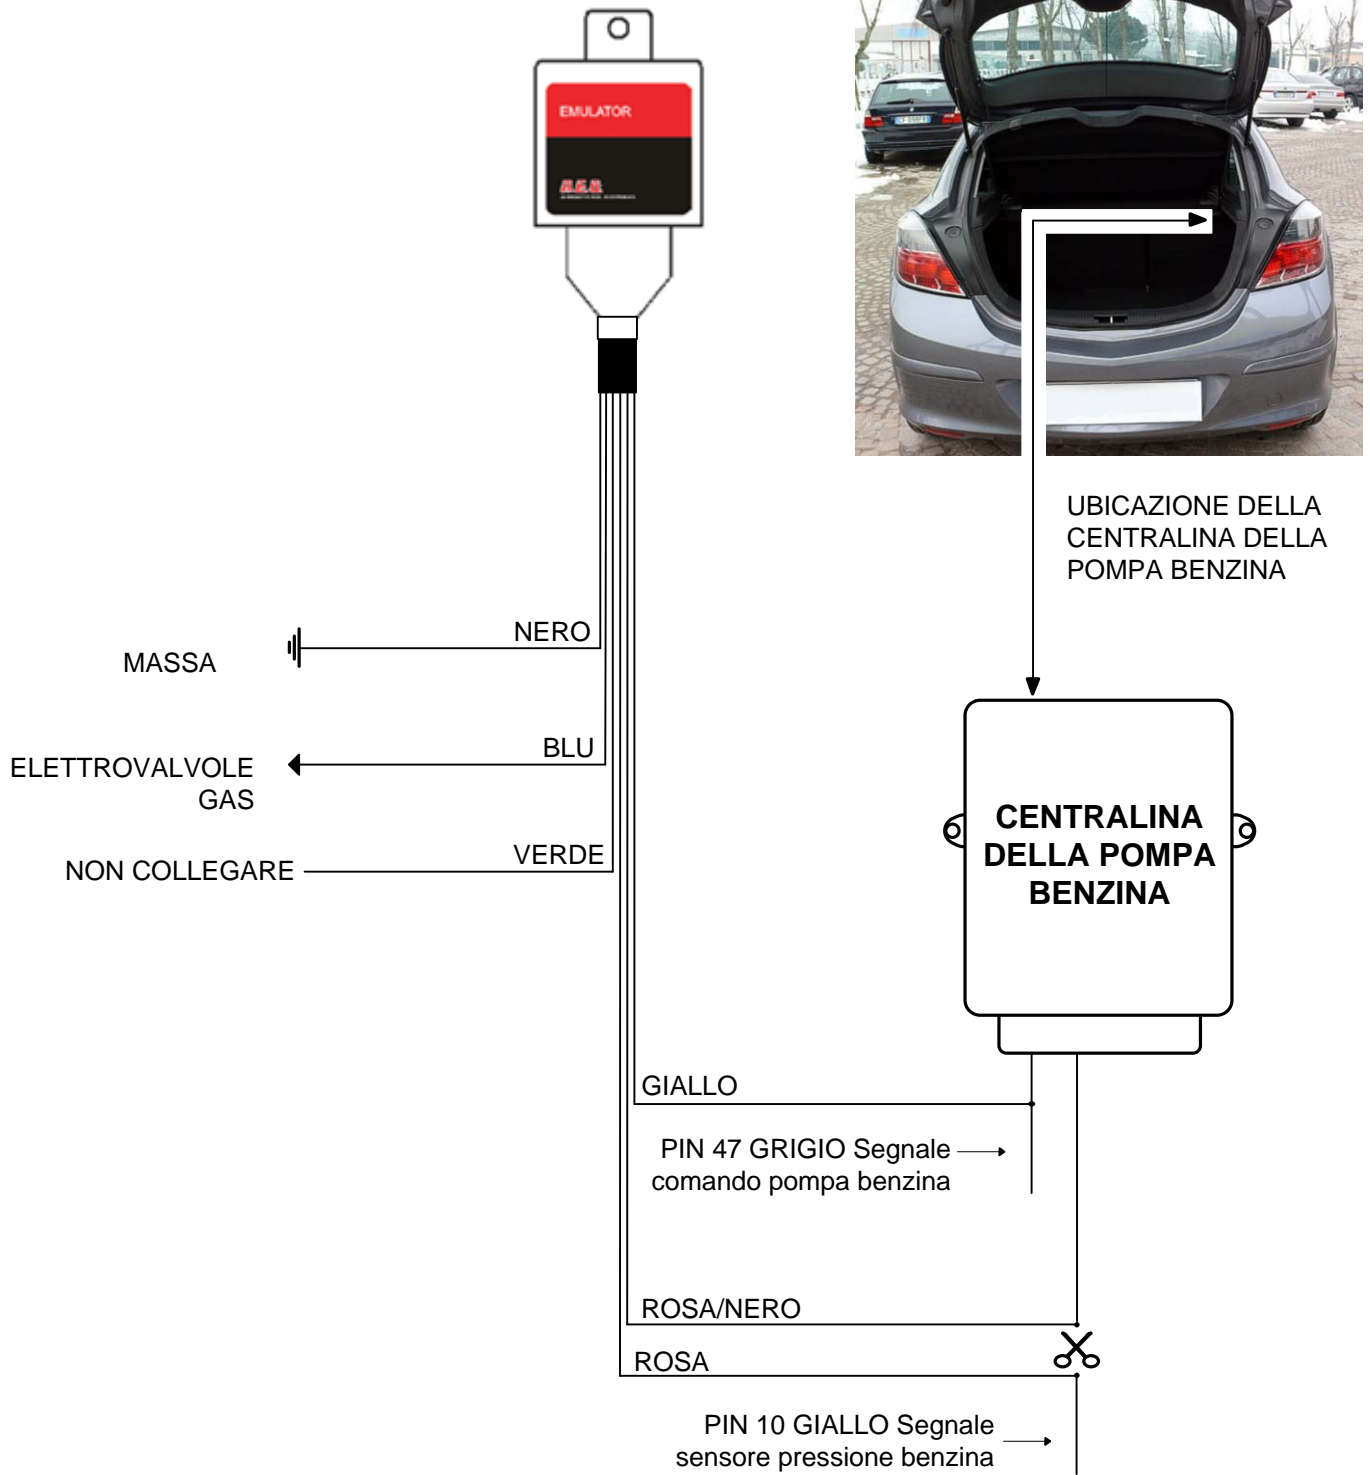 EMULATOR
A.E.B.
UBICAZIONE DELLA
CENTRALINA DELLA
POMPA BENZINA
NERO
MASSA
BLU
ELETTROVALVOLE
GAS
VERDE
NON COLLEGARE
CENTRALINA
DELLA POMPA
BENZINA
GIALLO
PIN 47 GRIGIO Segnale
comando pompa benzina
ROSA/NERO
ROSA
PIN 10 GIALLO Segnale
sensore pressione benzina